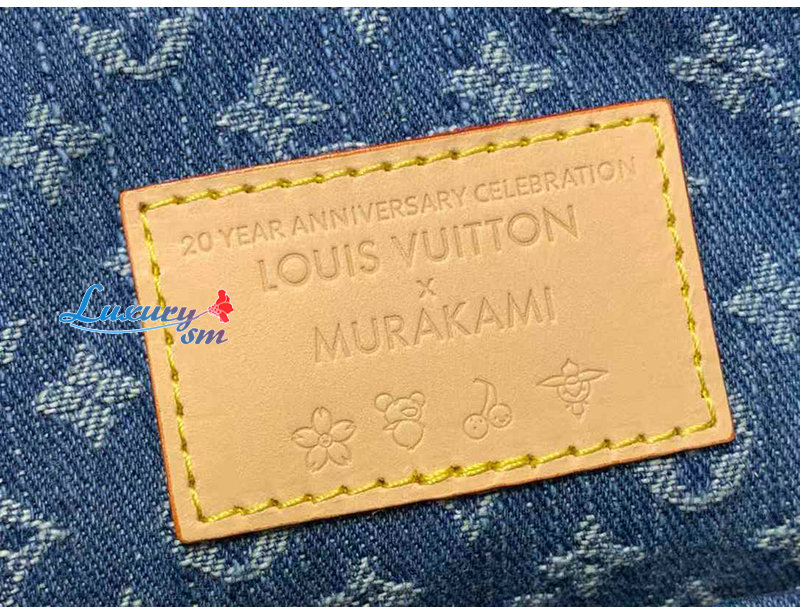 20 YEAR ANNIVERSARY CELEBRATION
LOUIS VUITTON
x
MURAKAMI
Luxury
sm